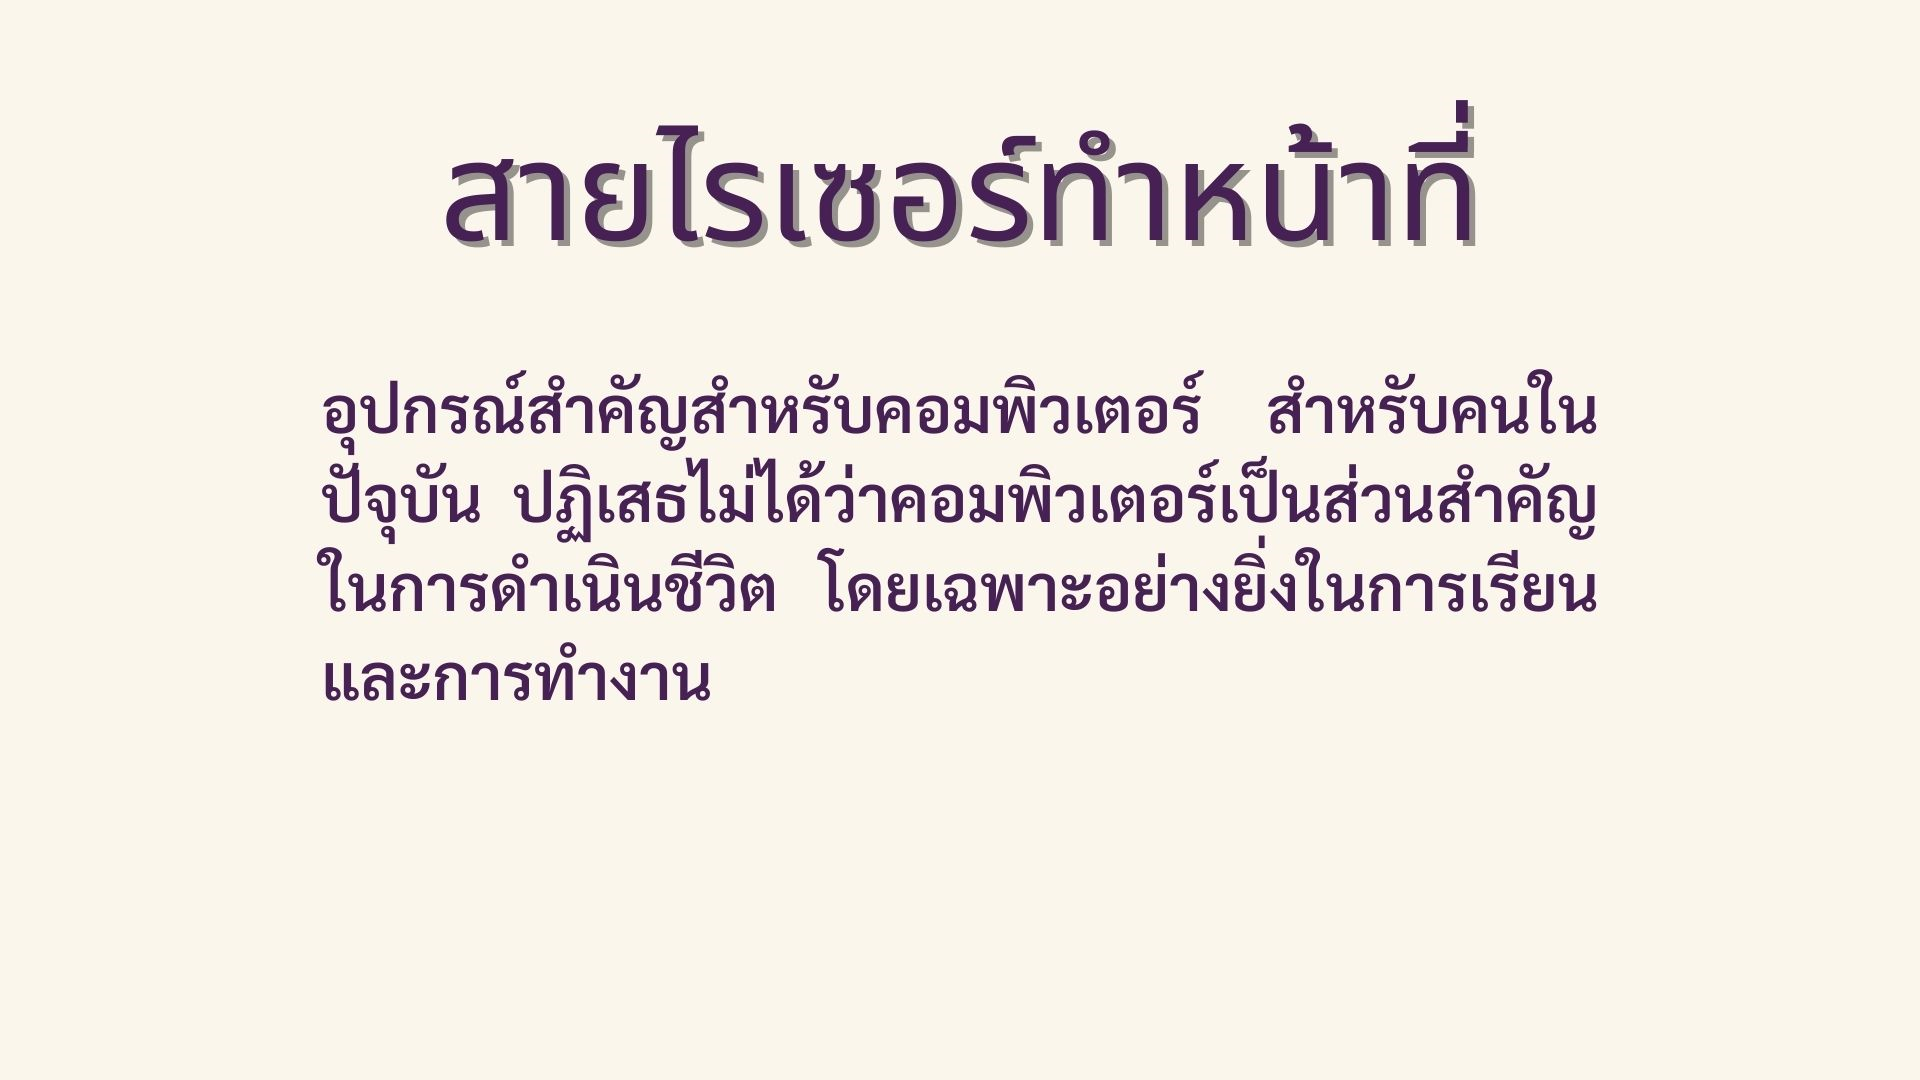 สายไรเซอร์ทำหน้าที่
อุปกรณ์สำคัญสำหรับคอมพิวเตอร์ สำหรับคนใน
ปัจุบัน ปฏิเสธไม่ได้ว่าคอมพิวเตอร์เป็นส่วนสำคัญ
ในการดำเนินชีวิต โดยเฉพาะอย่างยิ่งในการเรียน
และการทำงาน